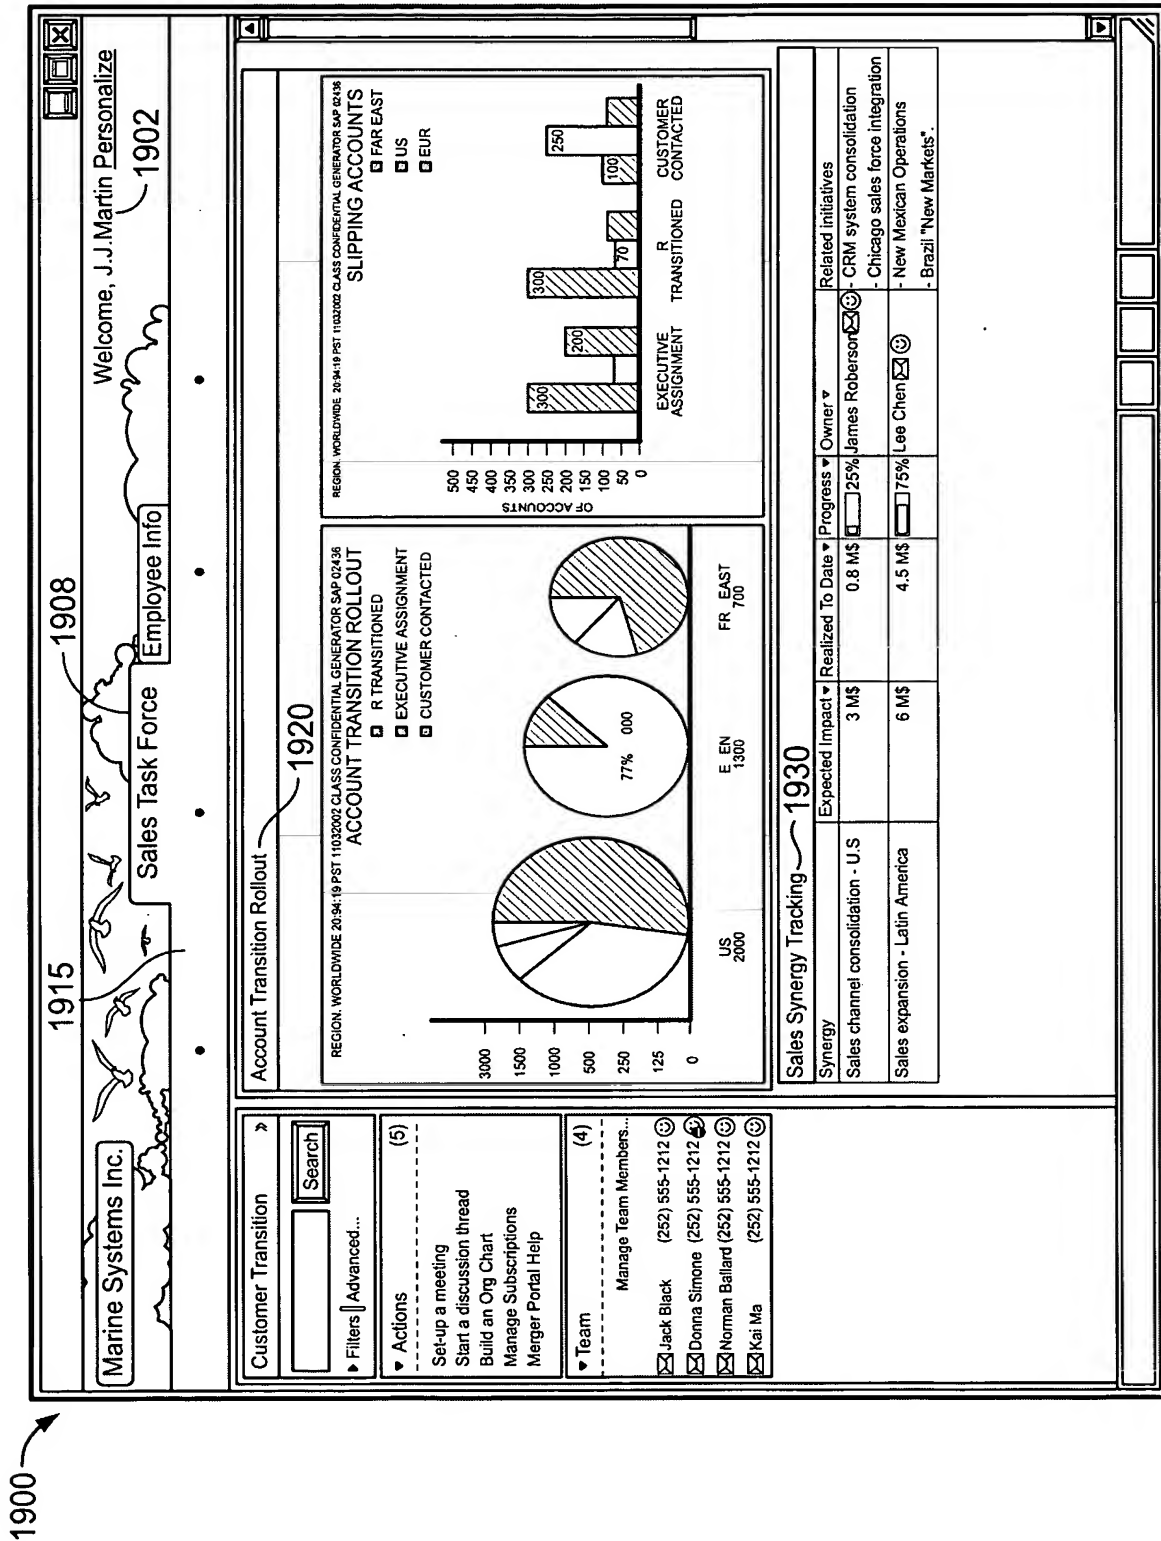 1900
1915
1908
Marine Systems Inc.
Sales Task Force
Employee Info
Welcome, J.J.Martin Personalize
1902
Customer Transition »
Search
Filters Advanced...
Actions (5)
Set-up a meeting
Start a discussion thread
Build an Org Chart
Manage Subscriptions
Merger Portal Help
Team (4)
Manage Team Members...
Jack Black (252) 555-1212
Donna Simone (252) 555-1212
Norman Ballard (252) 555-1212
Kai Ma (252) 555-1212
Account Transition Rollout
1920
REGION. WORLDWIDE 20:94:19 PST 11032002 CLASS CONFIDENTIAL GENERATOR SAP 02436
ACCOUNT TRANSITION ROLLOUT
R TRANSITIONED
EXECUTIVE ASSIGNMENT
CUSTOMER CONTACTED
3000
1500
1000
500
250
125
0
77% 000
US
2000
E. EN
1300
FR EAST
700
REGION. WORLDWIDE 20:94:19 PST 11032002 CLASS CONFIDENTIAL GENERATOR SAP 02436
SLIPPING ACCOUNTS
FAR EAST
US
EUR
OF ACCOUNTS
500
450
400
350
300
250
200
150
100
50
0
300
200
300
70
100
250
EXECUTIVE
ASSIGNMENT
R
TRANSITIONED
CUSTOMER
CONTACTED
Sales Synergy Tracking
1930
Synergy Expected Impact Realized To Date Progress Owner Related initiatives
Sales channel consolidation - U.S 3 M$ 0.8 M$ 25% James Roberson - CRM system consolidation
- Chicago sales force integration
Sales expansion - Latin America 6 M$ 4.5 M$ 75% Lee Chen - New Mexican Operations
- Brazil "New Markets".